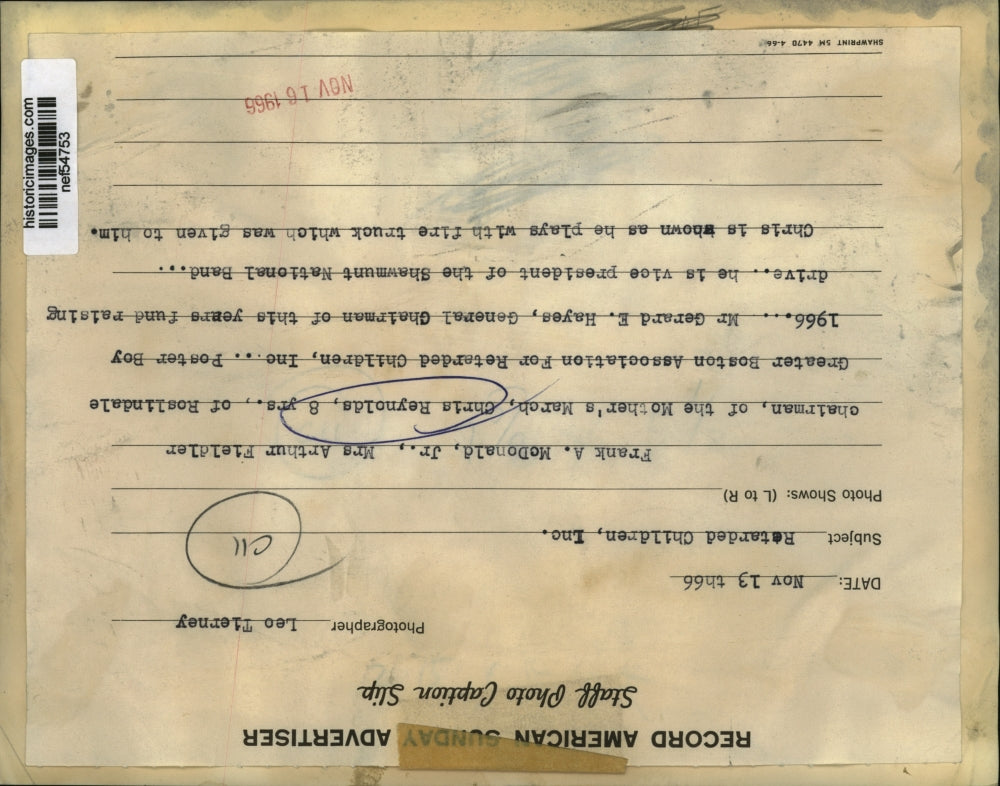 RECORD AMERICAN SUNDAY ADVERTISER
Staff Photo Caption Slip
Photographer Leo Tierney
DATE: Nov 13 th66
Subject Retarded Children, Inc.
Photo Shows: (L to R)
Frank A. McDonald, Jr., Mrs Arthur Fieldler
chairman, of the Mother's March, Chris Reynolds, 8 yrs., of Roslindale
Greater Boston Association For Retarded Children, Inc... Poster Boy
1966.... Mr Gerard E. Hayes, General Chairman of this years fund raising
drive.. he is vice president of the Shawmunt National Band...
Chris is shown as he plays with fire truck which was given to him.
NOV 16 1966
SHAWPRINT 5M 4470 4-66
historicimages.com
nef54753